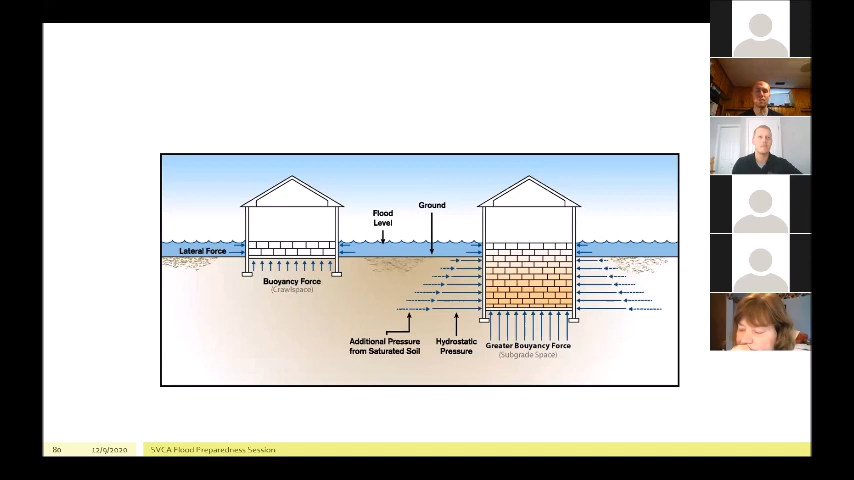 Ground
Flood
Level
Lateral Force
Buoyancy Force
(Crawlspace)
Additional Pressure
from Saturated Soil
Hydrostatic
Pressure
Greater Bouyancy Force
(Subgrade Space)
80 12/9/2020 SVCA Flood Preparedness Session